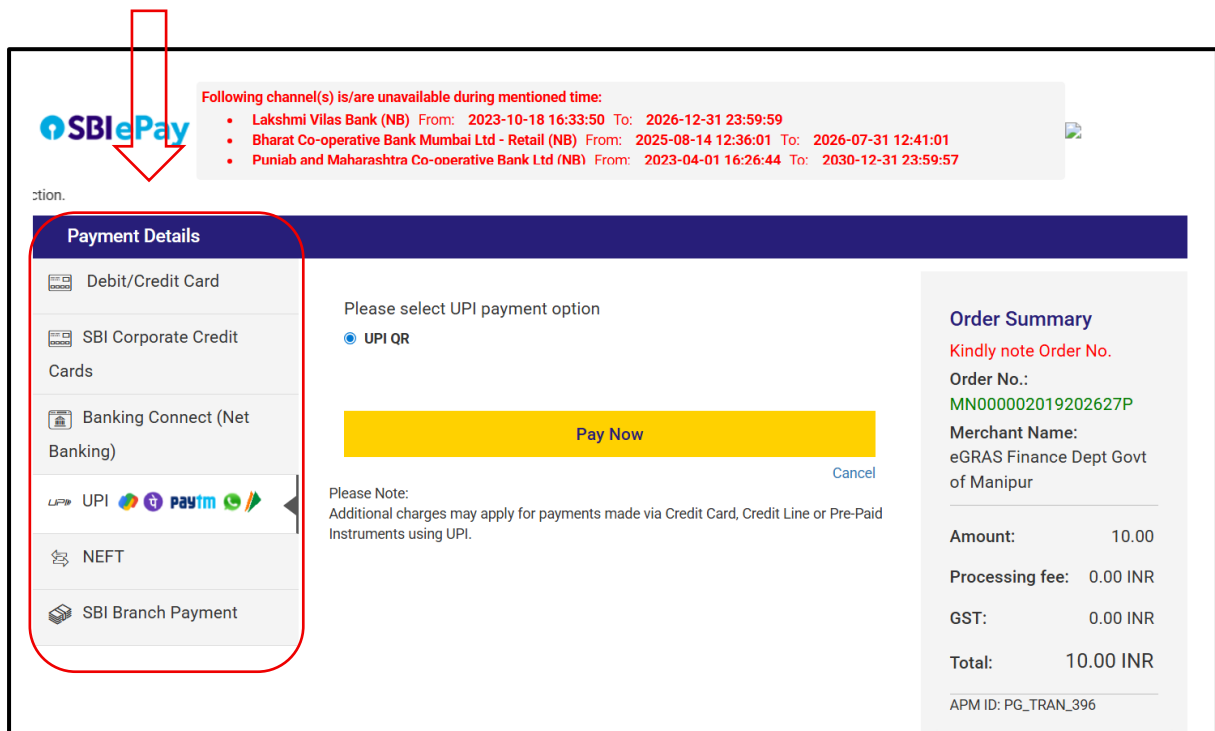 SBI ePay
Following channel(s) is/are unavailable during mentioned time:
Lakshmi Vilas Bank (NB) From: 2023-10-18 16:33:50 To: 2026-12-31 23:59:59
Bharat Co-operative Bank Mumbai Ltd - Retail (NB) From: 2025-08-14 12:36:01 To: 2026-07-31 12:41:01
Punjab and Maharashtra Co-operative Bank Ltd (NB) From: 2023-04-01 16:26:44 To: 2030-12-31 23:59:57
ction.
Payment Details
Debit/Credit Card
SBI Corporate Credit
Cards
Banking Connect (Net
Banking)
UPI UPI paytm
NEFT
SBI Branch Payment
Please select UPI payment option
UPI QR
Pay Now
Cancel
Please Note:
Additional charges may apply for payments made via Credit Card, Credit Line or Pre-Paid
Instruments using UPI.
Order Summary
Kindly note Order No.
Order No.:
MN000002019202627P
Merchant Name:
eGRAS Finance Dept Govt
of Manipur
Amount: 10.00
Processing fee: 0.00 INR
GST: 0.00 INR
Total: 10.00 INR
APM ID: PG_TRAN_396